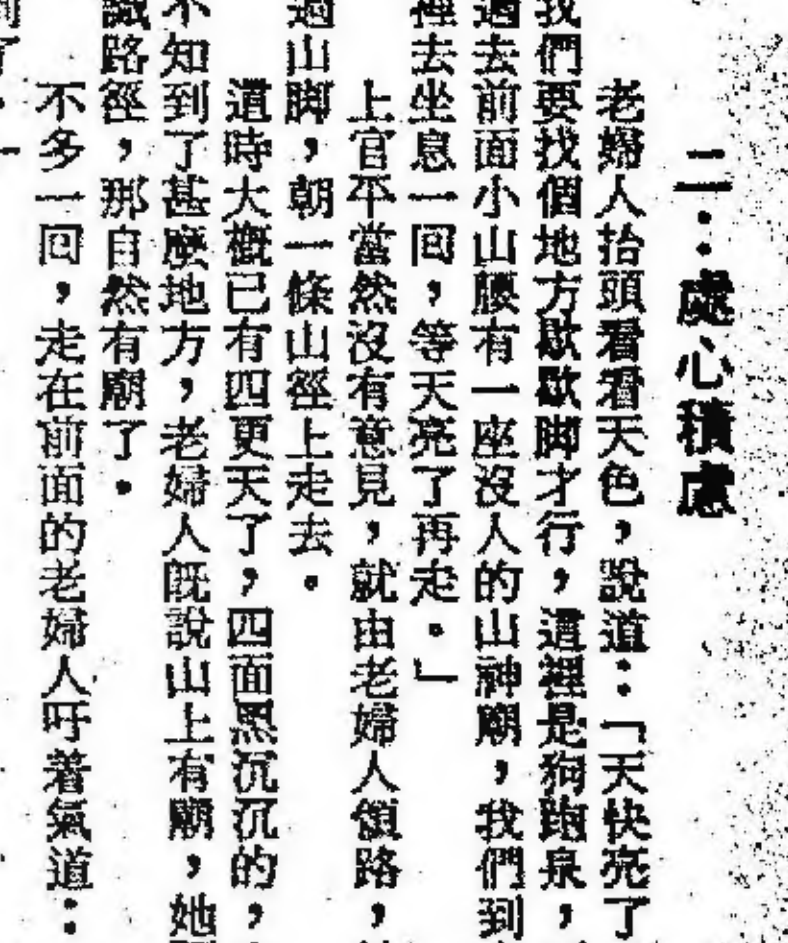 二：處心積慮
老婦人抬頭看看天色，說道：「天快亮了
我們要找個地方歇歇脚才行，這裡是狗跑泉，
過去前面小山腰有一座沒人的山神廟，我們到
裡去坐息一回，等天亮了再走。」
上官平當然沒有意見，就由老婦人領路，
過山脚，朝一條山徑上走去。
這時大概已有四更天了，四面黑沉沉的，
不知到了甚麼地方，老婦人既說山上有廟，她
識路徑，那自然有廟了。
不多一回，走在前面的老婦人吁着氣道：
到了。